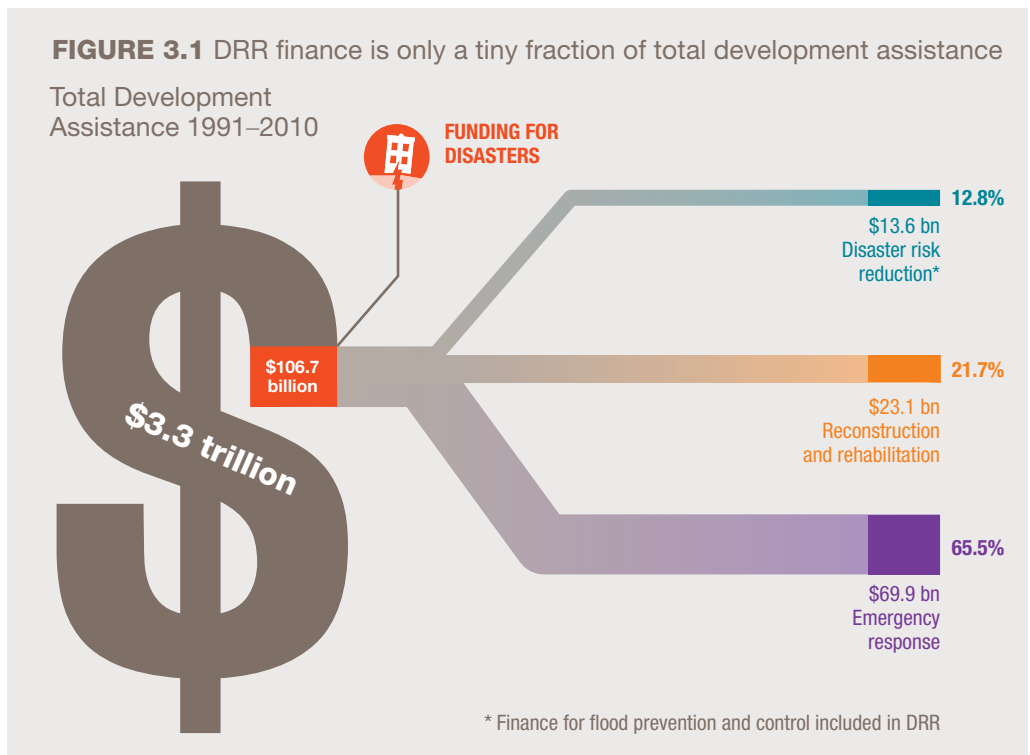 FIGURE 3.1 DRR finance is only a tiny fraction of total development assistance
Total Development
Assistance 1991–2010
FUNDING FOR
DISASTERS
$106.7
billion
$3.3 trillion
12.8%
$13.6 bn
Disaster risk
reduction*
21.7%
$23.1 bn
Reconstruction
and rehabilitation
65.5%
$69.9 bn
Emergency
response
* Finance for flood prevention and control included in DRR